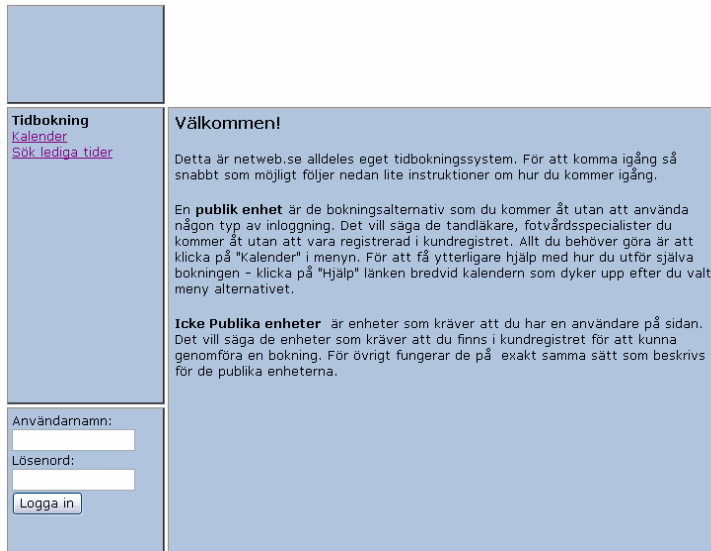 Tidbokning
Kalender
Sök lediga tider
Välkommen!
Detta är netweb.se alldeles eget tidbokningssystem. För att komma igång så
snabbt som möjligt följer nedan lite instruktioner om hur du kommer igång.
En publik enhet är de bokningsalternativ som du kommer åt utan att använda
någon typ av inloggning. Det vill säga de tandläkare, fotvårdsspecialister du
kommer åt utan att vara registrerad i kundregistret. Allt du behöver göra är att
klicka på "Kalender" i menyn. För att få ytterligare hjälp med hur du utför själva
bokningen – klicka på "Hjälp" länken bredvid kalendern som dyker upp efter du valt
meny alternativet.
Icke Publika enheter är enheter som kräver att du har en användare på sidan.
Det vill säga de enheter som kräver att du finns i kundregistret för att kunna
genomföra en bokning. För övrigt fungerar de på exakt samma sätt som beskrivs
för de publika enheterna.
Användarnamn:
Lösenord:
Logga in